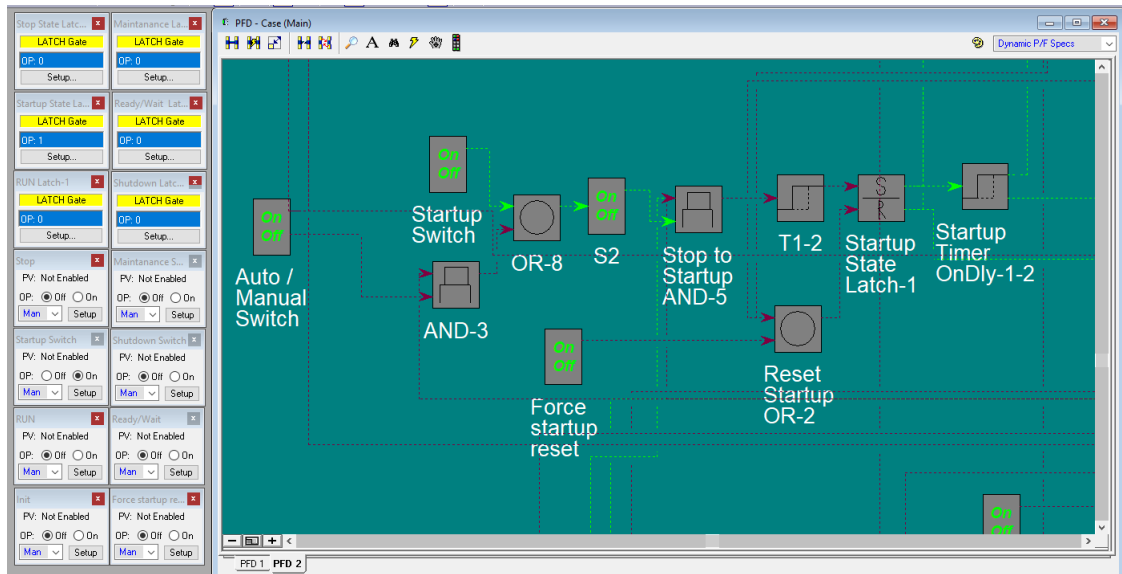 Stop State Latc...
LATCH Gate
OP: 0
Setup...
Maintanance La...
LATCH Gate
OP: 0
Setup...
Startup State La...
LATCH Gate
OP: 1
Setup...
Ready/Wait Lat...
LATCH Gate
OP: 0
Setup...
RUN Latch-1
LATCH Gate
OP: 0
Setup...
Shutdown Latc...
LATCH Gate
OP: 0
Setup...
Stop
PV: Not Enabled
OP: Off On
Man Setup
Maintanance S...
PV: Not Enabled
OP: Off On
Man Setup
Startup Switch
PV: Not Enabled
OP: Off On
Man Setup
Shutdown Switch
PV: Not Enabled
OP: Off On
Man Setup
RUN
PV: Not Enabled
OP: Off On
Man Setup
Ready/Wait
PV: Not Enabled
OP: Off On
Man Setup
Init
PV: Not Enabled
OP: Off On
Man Setup
Force startup re...
PV: Not Enabled
OP: Off On
Man Setup
PFD - Case (Main)
A
Dynamic P/F Specs
On
Off
Auto /
Manual
Switch
On
Off
Startup
Switch
OR-8
On
Off
S2
AND-3
Stop to
Startup
AND-5
T1-2
S
R
Startup
State
Latch-1
Startup
Timer
OnDly-1-2
On
Off
Force
startup
reset
Reset
Startup
OR-2
On
Off
PFD 1
PFD 2